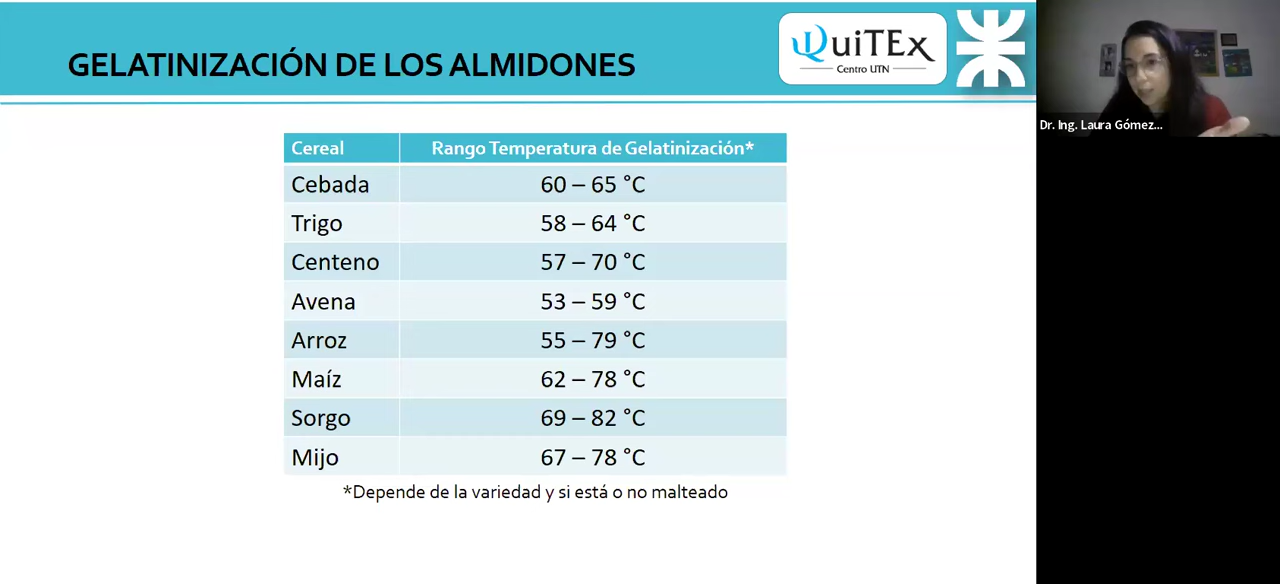 GELATINIZACIÓN DE LOS ALMIDONES
QuiTEx
Centro UTN
Dr. Ing. Laura Gómez...
Cereal Rango Temperatura de Gelatinización*
Cebada 60 – 65 °C
Trigo 58 – 64 °C
Centeno 57 – 70 °C
Avena 53 – 59 °C
Arroz 55 – 79 °C
Maíz 62 – 78 °C
Sorgo 69 – 82 °C
Mijo 67 – 78 °C
*Depende de la variedad y si está o no malteado